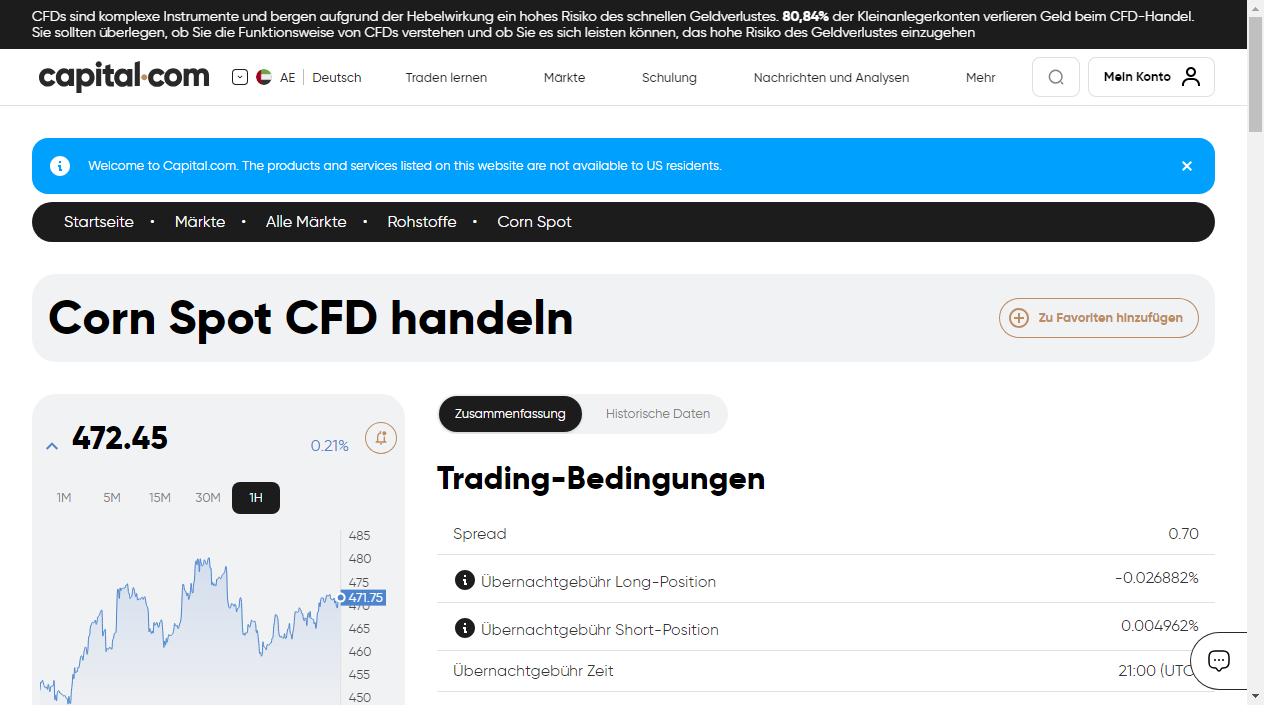 CFDs sind komplexe Instrumente und bergen aufgrund der Hebelwirkung ein hohes Risiko des schnellen Geldverlustes. 80,84% der Kleinanlegerkonten verlieren Geld beim CFD-Handel.
Sie sollten überlegen, ob Sie die Funktionsweise von CFDs verstehen und ob Sie es sich leisten können, das hohe Risiko des Geldverlustes einzugehen
capital.com AE Deutsch Traden lernen Märkte Schulung Nachrichten und Analysen Mehr Mein Konto
Welcome to Capital.com. The products and services listed on this website are not available to US residents.
Startseite • Märkte • Alle Märkte • Rohstoffe • Corn Spot
Corn Spot CFD handeln
Zu Favoriten hinzufügen
472.45 0.21%
1M 5M 15M 30M 1H
485
480
475
471.75
470
465
460
455
450
Zusammenfassung Historische Daten
Trading-Bedingungen
Spread 0.70
Übernachtgebühr Long-Position -0.026882%
Übernachtgebühr Short-Position 0.004962%
Übernachtgebühr Zeit 21:00 (UTC